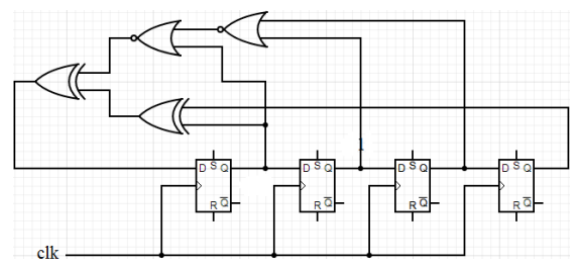 1
D S Q D S Q D S Q D S Q
R Q̅ R Q̅ R Q̅ R Q̅
clk